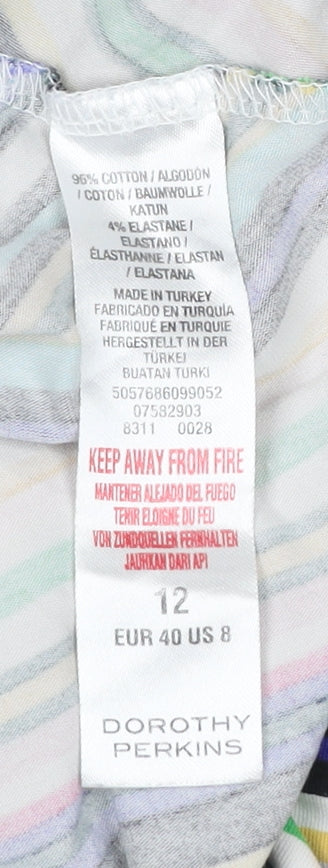 96% COTTON / ALGODÓN
/ COTON / BAUMWOLLE /
KATUN
4% ELASTANE /
ELASTANO /
ÉLASTHANNE / ELASTAN
/ ELASTANA
MADE IN TURKEY
FABRICADO EN TURQUÍA
FABRIQUÉ EN TURQUIE
HERGESTELLT IN DER
TÜRKEI
BUATAN TURKI
5057686099052
07582903
8311 0028
KEEP AWAY FROM FIRE
MANTENER ALEJADO DEL FUEGO
TENIR ELOIGNE DU FEU
VON ZUNDQUELLEN FERNHALTEN
JAUHKAN DARI API
12
EUR 40 US 8
DOROTHY
PERKINS